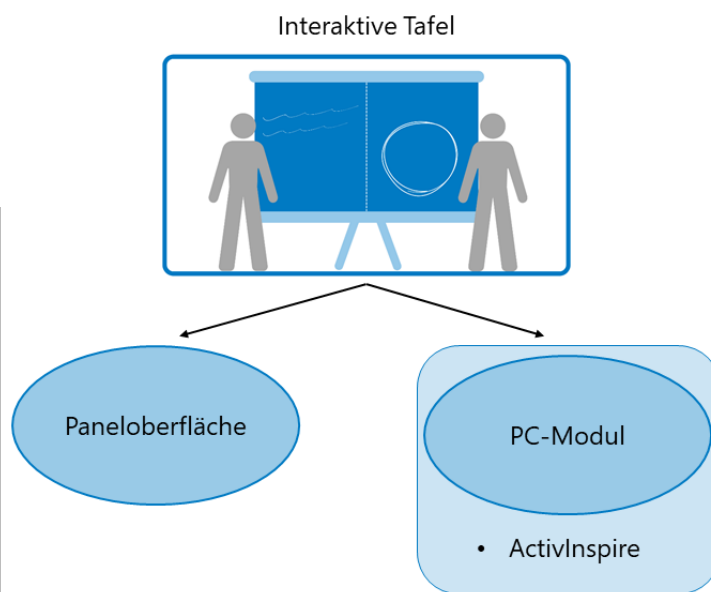 Interaktive Tafel
Paneloberfläche
PC-Modul
• ActivInspire